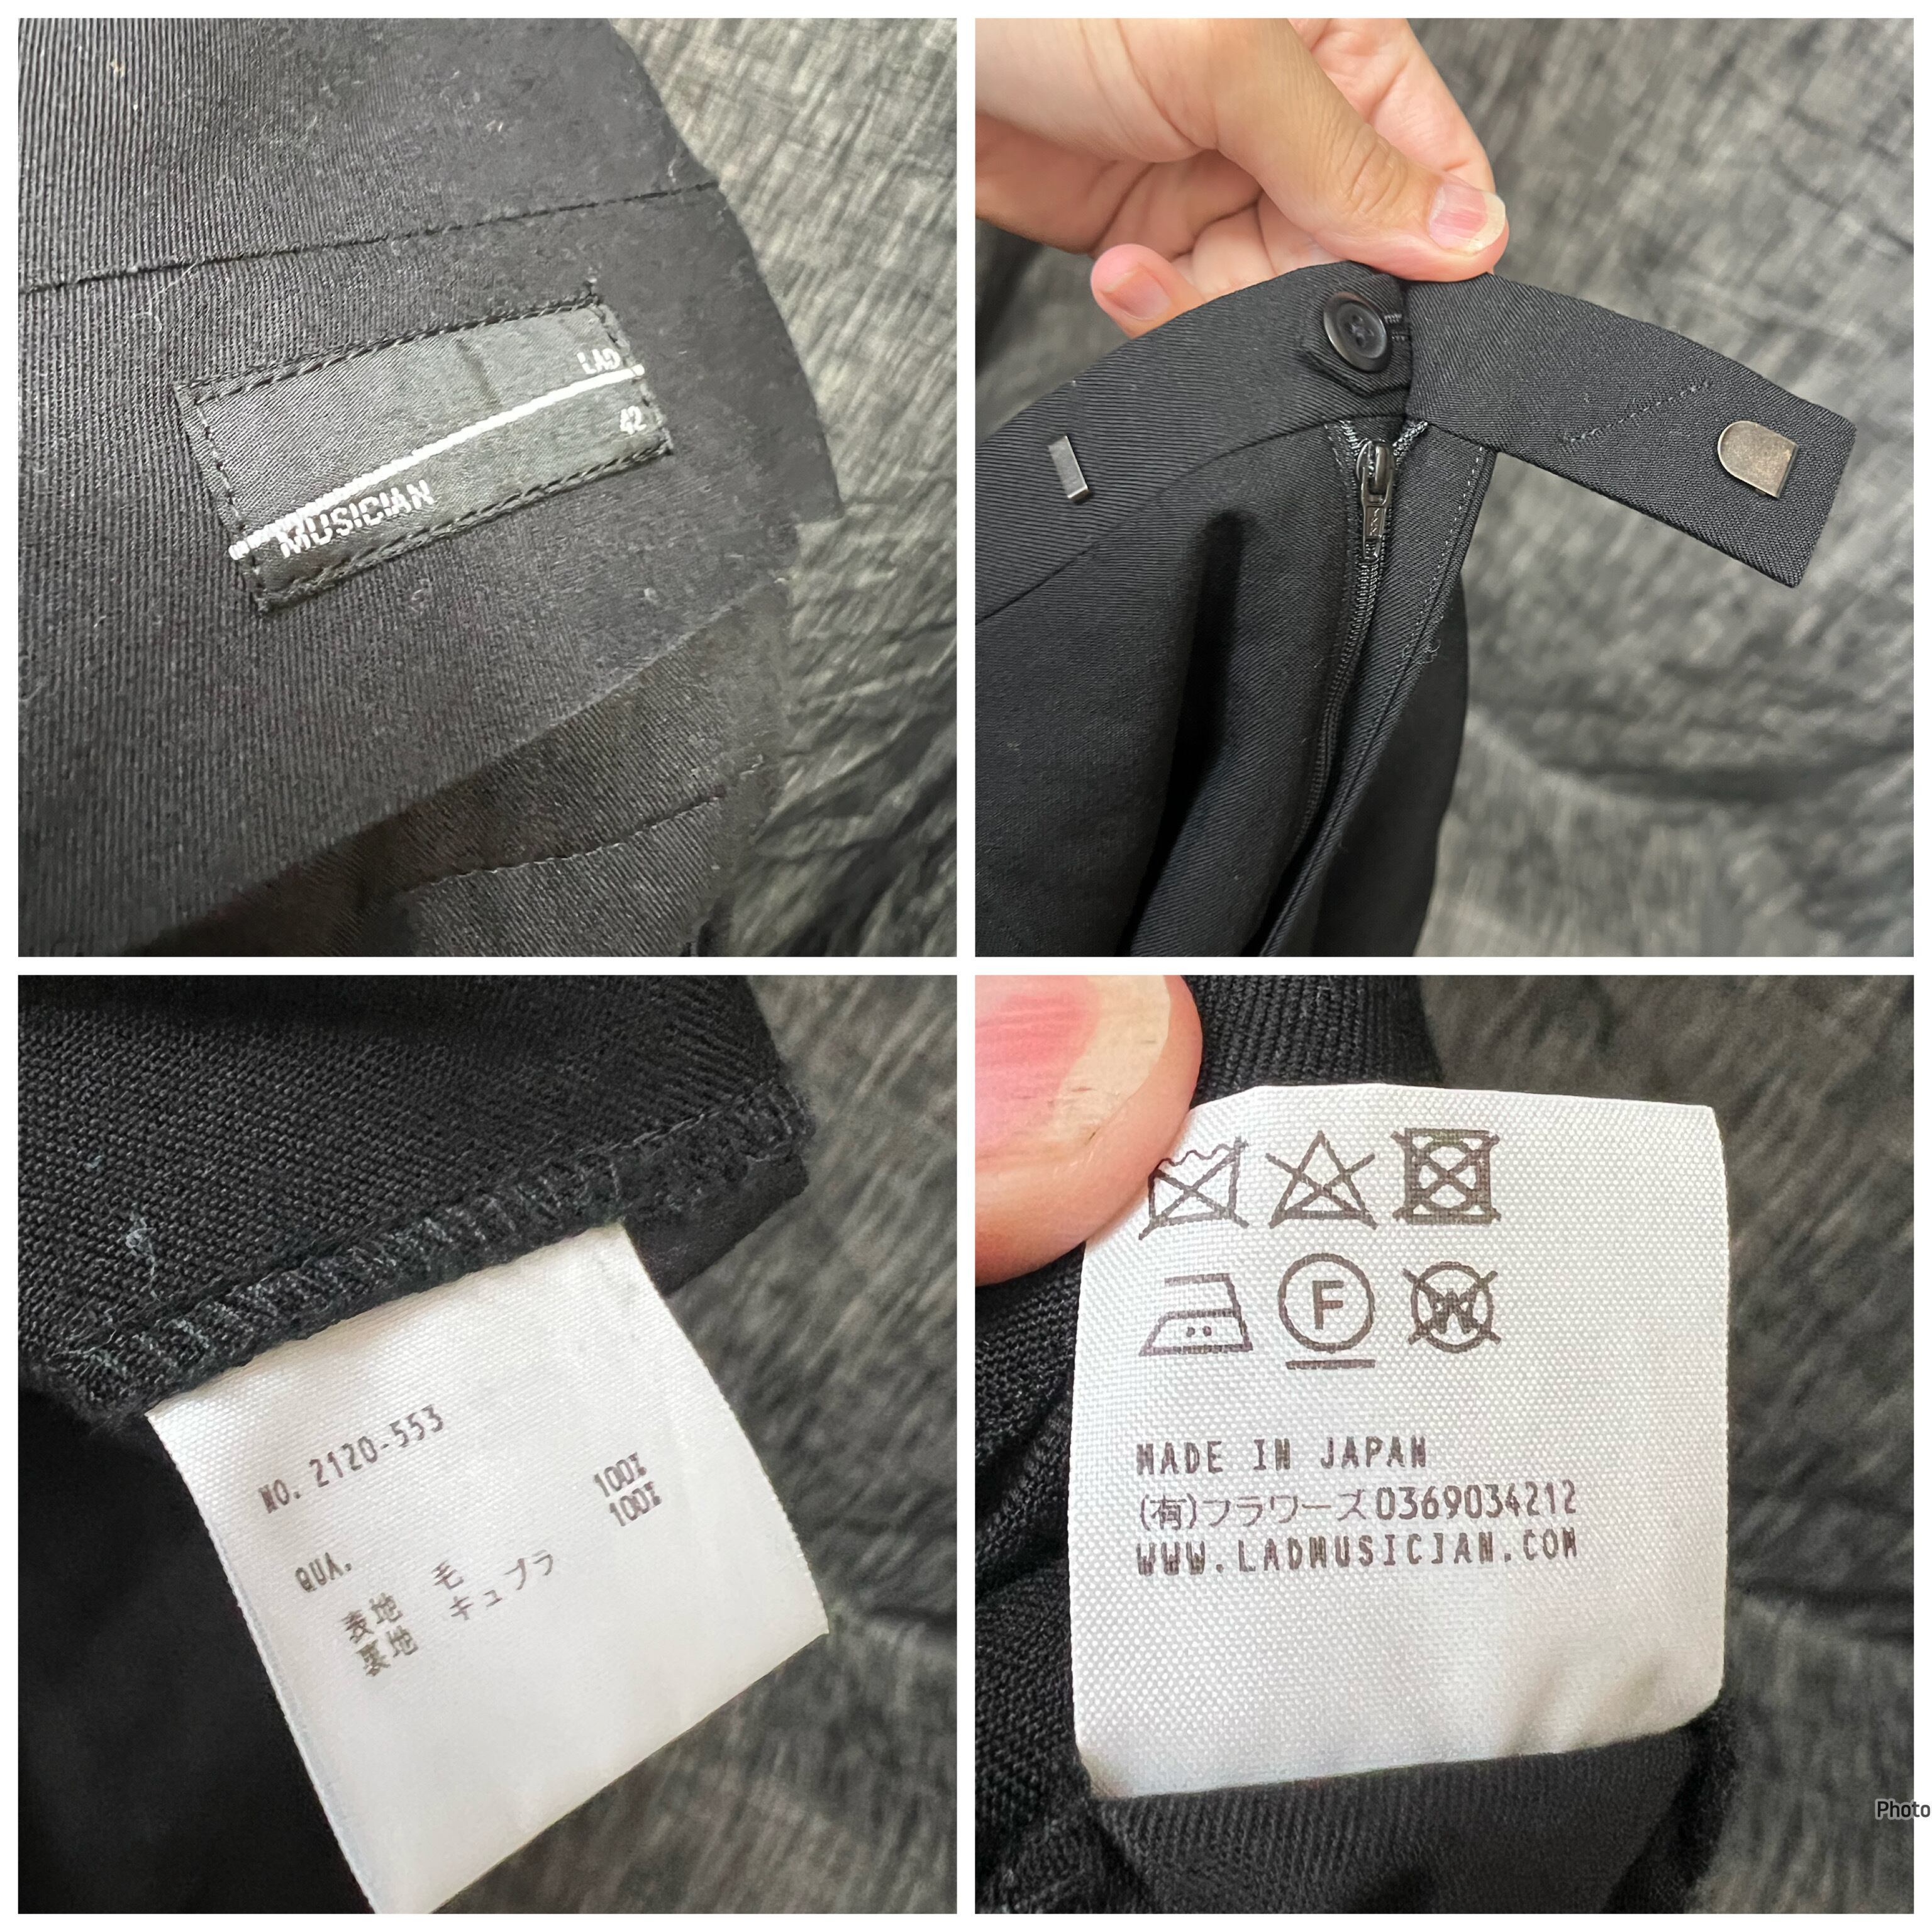 LAD
42
MUSICIAN
NO. 2120-553
QUA.
表地 毛 100%
裏地 キュプラ 100%
F
W
MADE IN JAPAN
(有)フラワーズ0369034212
WWW.LADMUSICIAN.COM
Photo